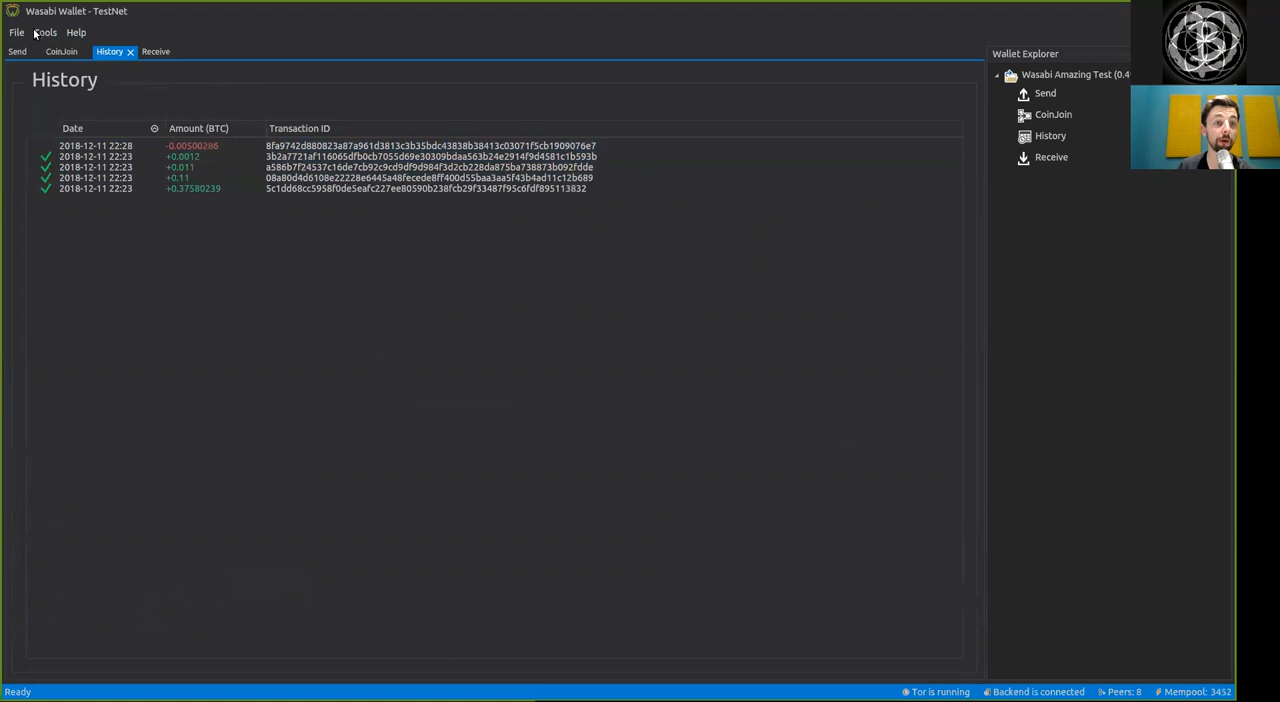 Wasabi Wallet - TestNet
File Tools Help
Send CoinJoin History Receive
Wallet Explorer
History
Wasabi Amazing Test (0.4
Send
CoinJoin
History
Receive
Date Amount (BTC) Transaction ID
2018-12-11 22:28 -0.00500286 8fa9742d880823a87a961d3813c3b35bdc43838b38413c03071f5cb1909076e7
2018-12-11 22:23 +0.0012 3b2a7721af116065dfb0cb7055d69e30309bdaa563b24e2914f9d4581c1b593b
2018-12-11 22:23 +0.011 a586b7f24537c16de7cb92c9cd9df9d984f3d2cb228da875ba738873b092fdde
2018-12-11 22:23 +0.11 08a80d4d6108e22228e6445a48fecede8ff400d55baa3aa5f43b4ad11c12b689
2018-12-11 22:23 +0.37580239 5c1dd68cc5958f0de5eafc227ee80590b238fcb29f33487f95c6fdf895113832
Ready Tor is running Backend is connected Peers: 8 Mempool: 3452